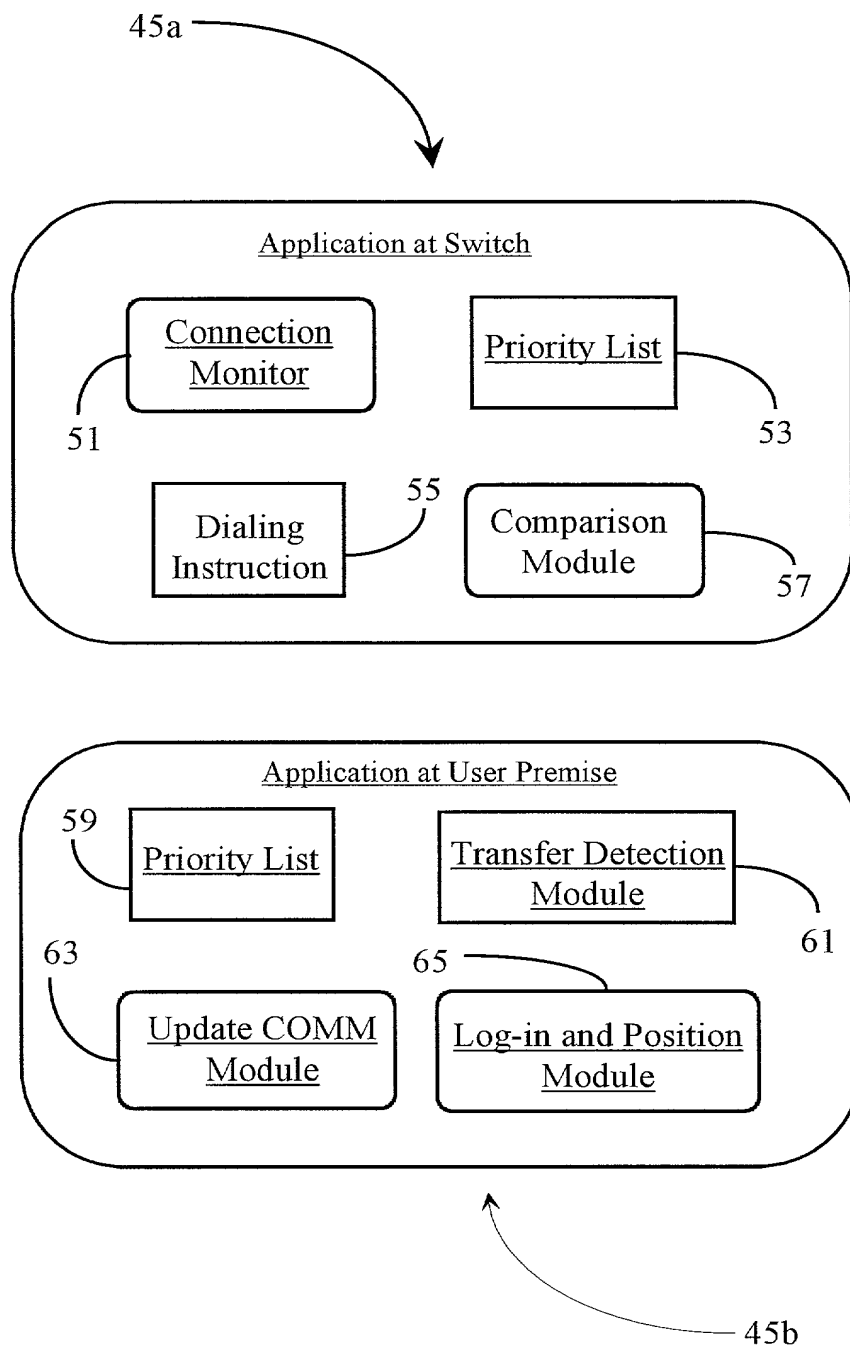 45a
Application at Switch
Connection
Monitor
Priority List
51
53
55
Dialing
Instruction
Comparison
Module
57
Application at User Premise
59
Priority List
Transfer Detection
Module
61
63
65
Update COMM
Module
Log-in and Position
Module
45b